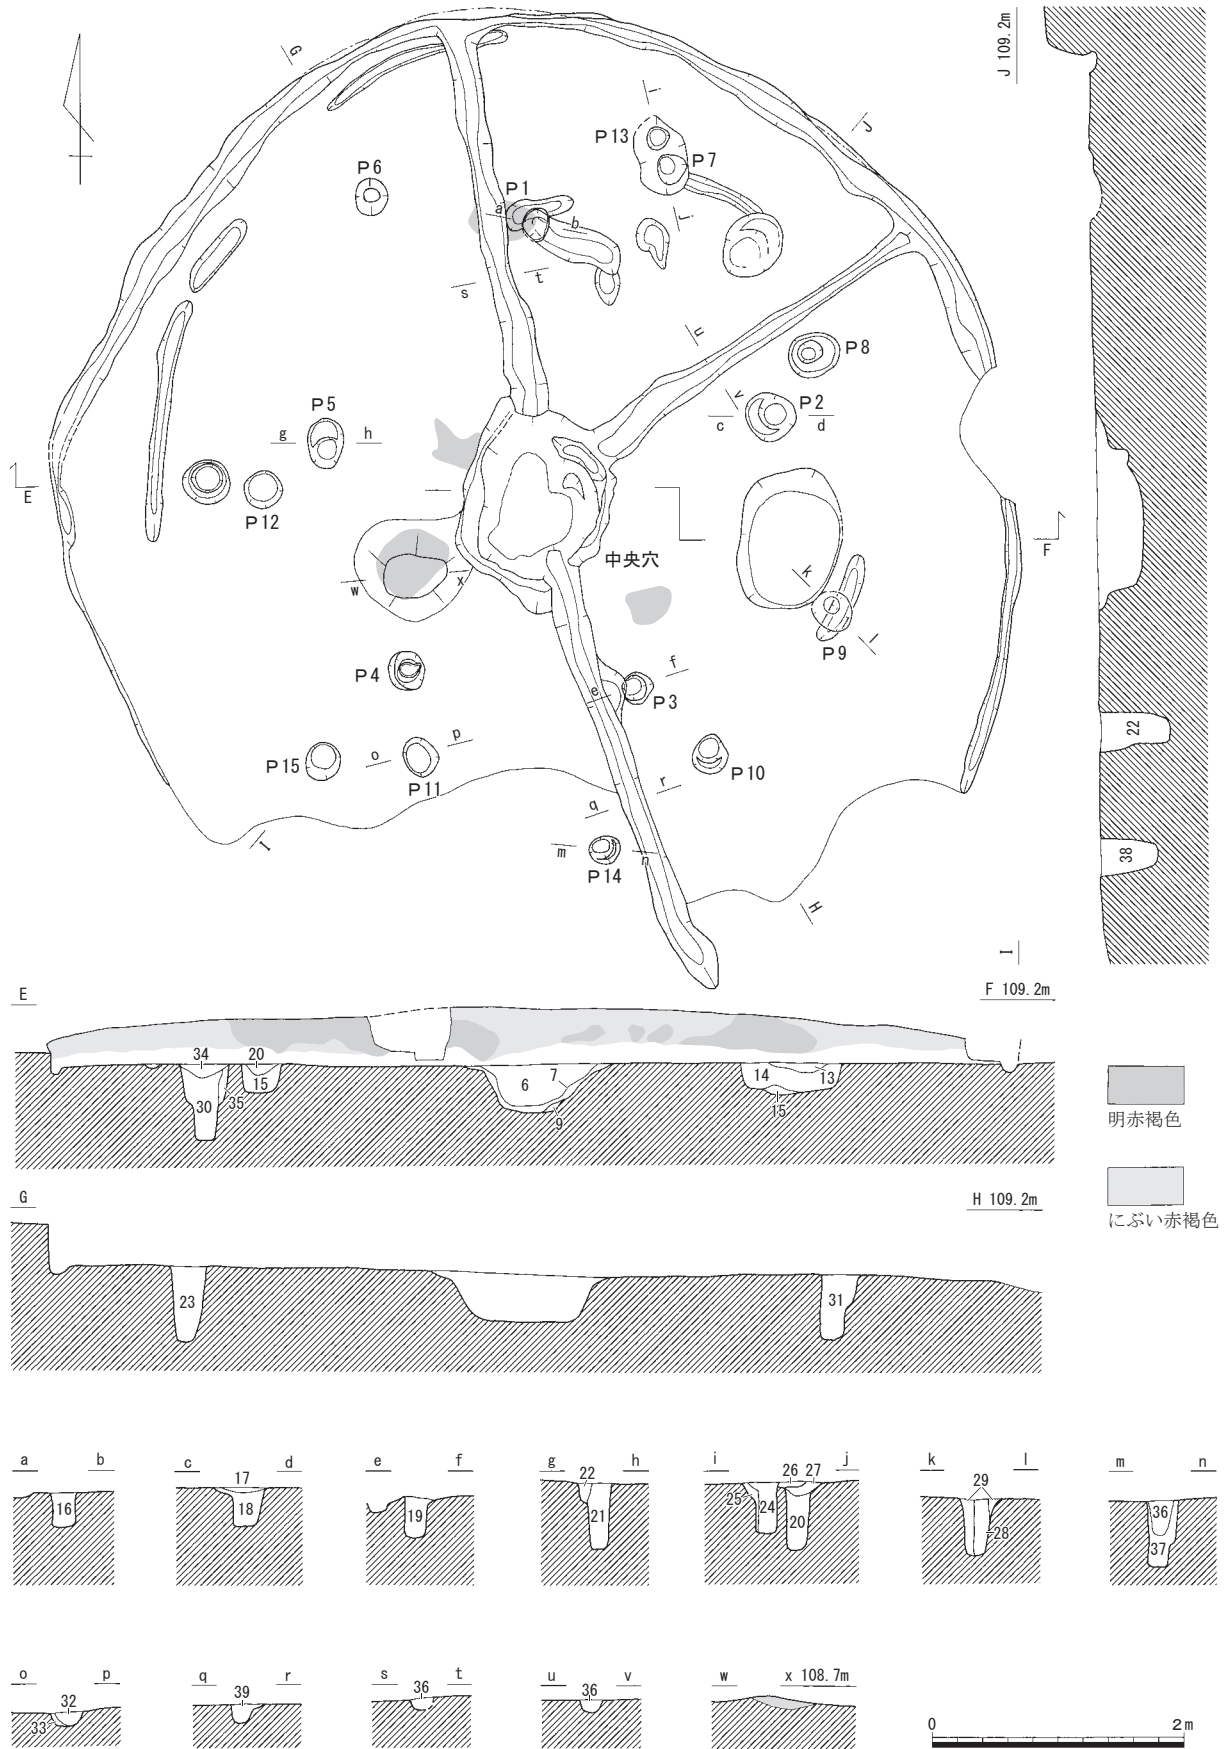 G
J 109.2m
J
i
P13
P7
P6
P1
a
b
j
t
s
u
P8
v
P5
P2
g
h
c
d
E
P12
中央穴
F
k
w
x
P9
l
P4
f
e
P3
22
p
P15
o
P11
P10
r
q
38
I
m
n
P14
H
I
E
F 109.2m
34
20
15
30
35
6
7
9
14
13
15
明赤褐色
G
H 109.2m
にぶい赤褐色
23
31
a
b
c
17
d
e
f
g
22
h
i
26
27
j
k
29
l
m
n
16
18
19
21
25
24
20
28
36
37
o
32
p
33
q
39
r
s
36
t
u
36
v
w
x 108.7m
0
2m